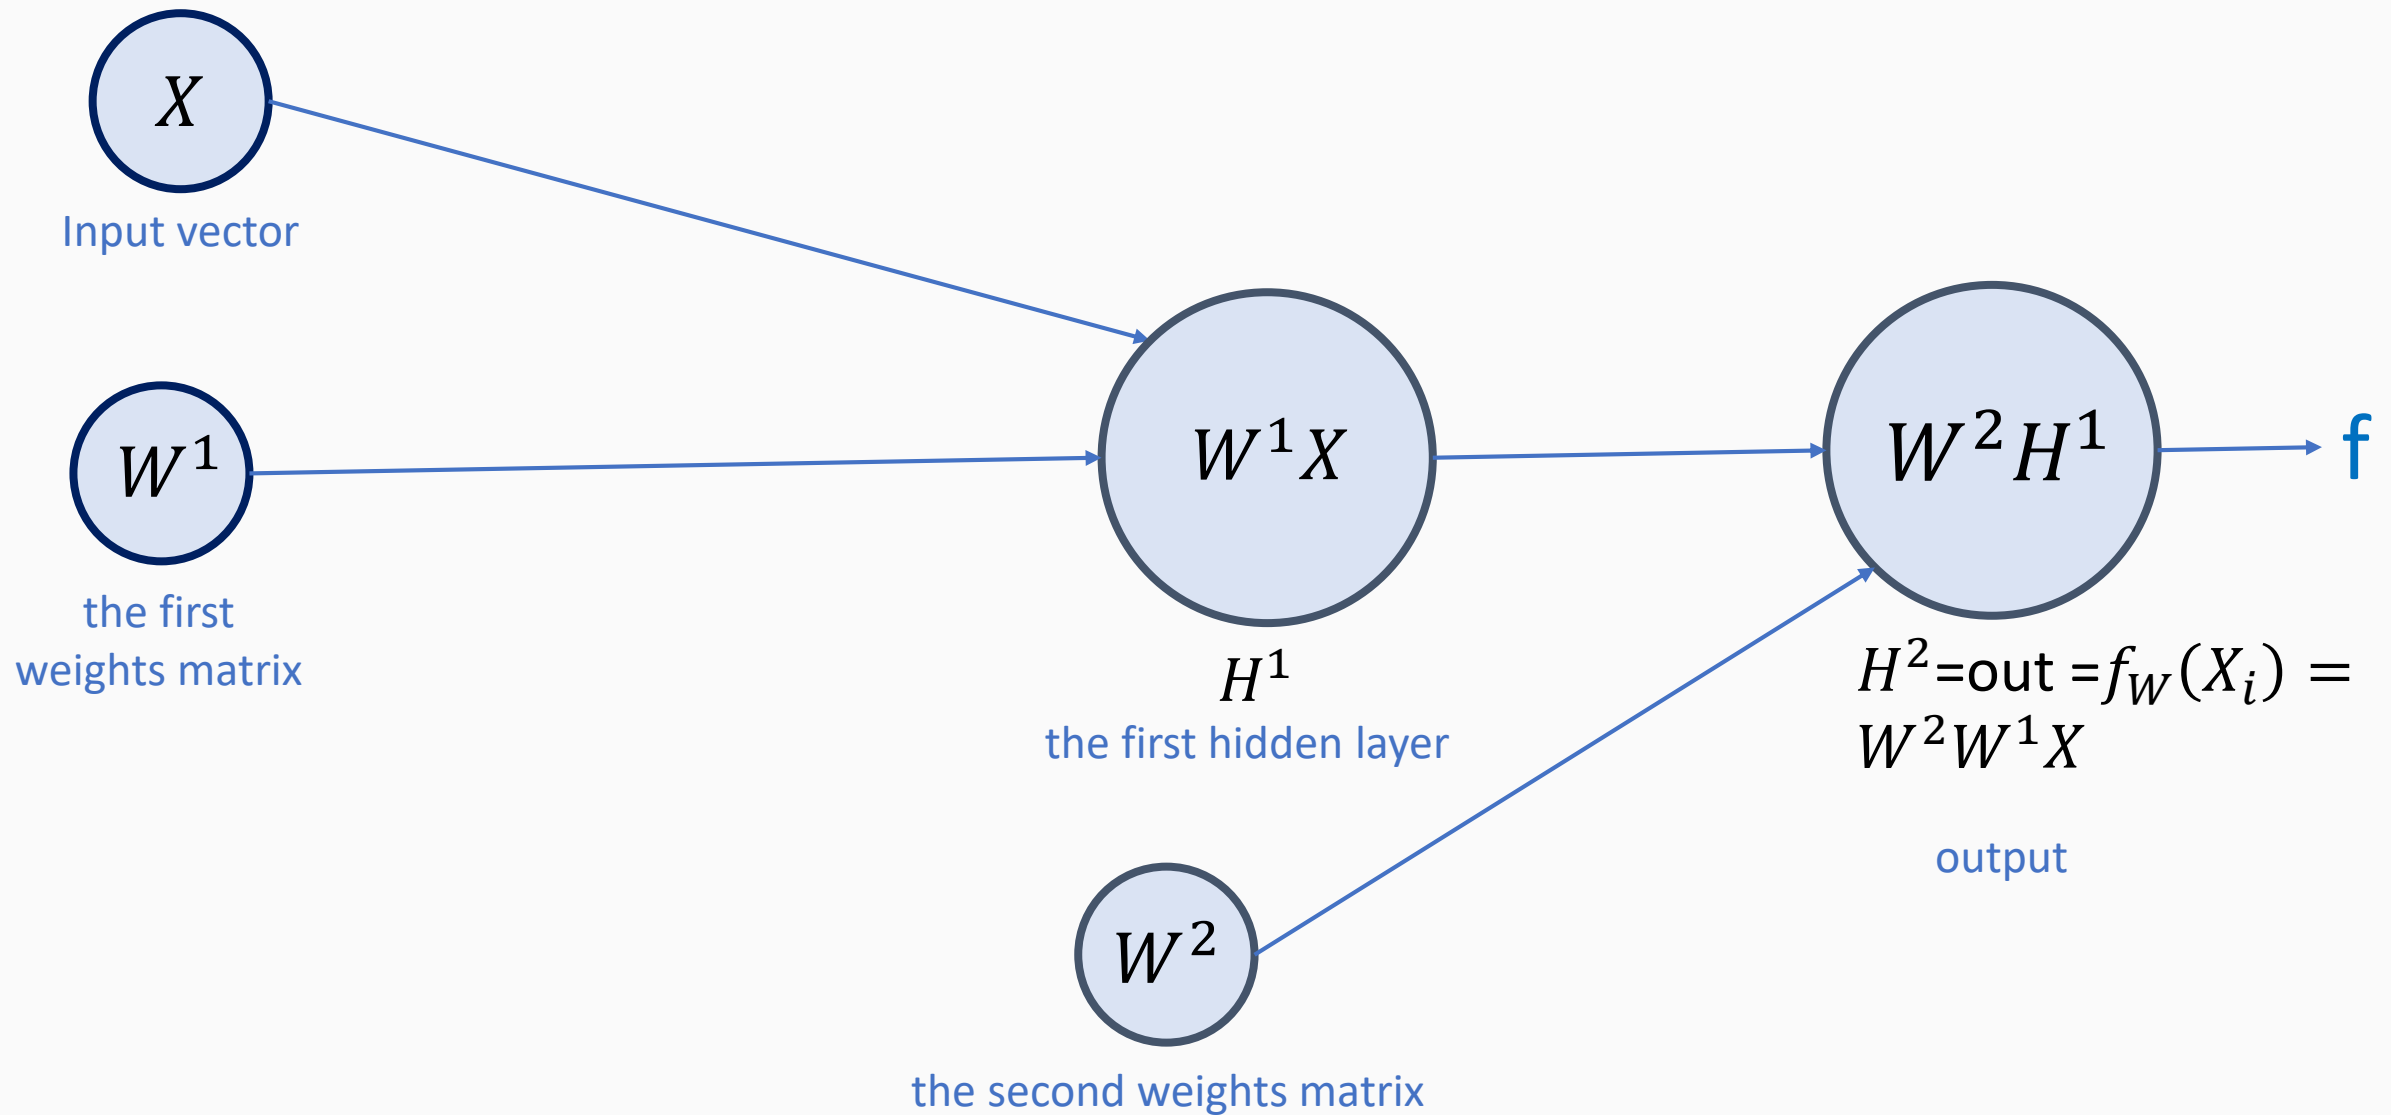 X
Input vector
W¹
the first
weights matrix
W¹X
H¹
the first hidden layer
W²
the second weights matrix
W²H¹
f
H²=out =f_W(X_i) =
W²W¹X
output